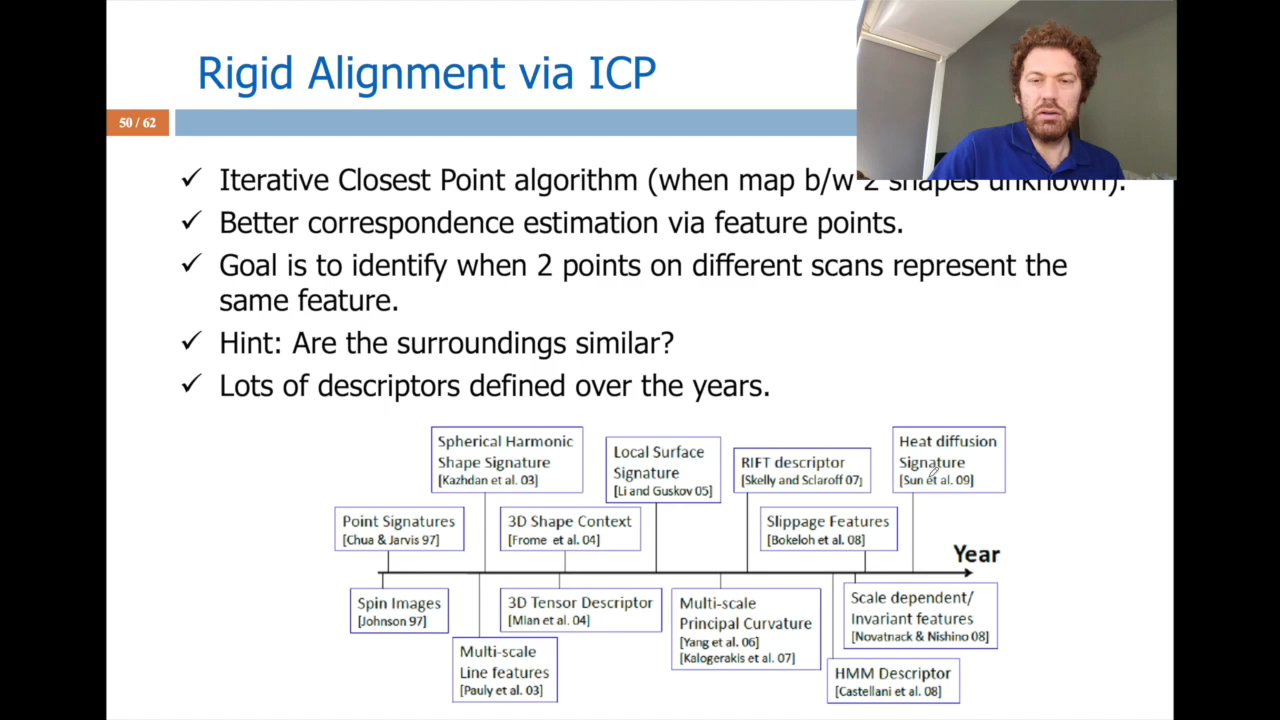 Rigid Alignment via ICP
50 / 62
✓ Iterative Closest Point algorithm (when map b/w 2 shapes unknown).
✓ Better correspondence estimation via feature points.
✓ Goal is to identify when 2 points on different scans represent the
same feature.
✓ Hint: Are the surroundings similar?
✓ Lots of descriptors defined over the years.
Spherical Harmonic
Shape Signature
[Kazhdan et al. 03]
Local Surface
Signature
[Li and Guskov 05]
RIFT descriptor
[Skelly and Sclaroff 07]
Heat diffusion
Signature
[Sun et al. 09]
Point Signatures
[Chua & Jarvis 97]
3D Shape Context
[Frome et al. 04]
Slippage Features
[Bokeloh et al. 08]
Year
Spin Images
[Johnson 97]
3D Tensor Descriptor
[Mian et al. 04]
Multi-scale
Principal Curvature
[Yang et al. 06]
[Kalogerakis et al. 07]
Scale dependent/
Invariant features
[Novatnack & Nishino 08]
Multi-scale
Line features
[Pauly et al. 03]
HMM Descriptor
[Castellani et al. 08]